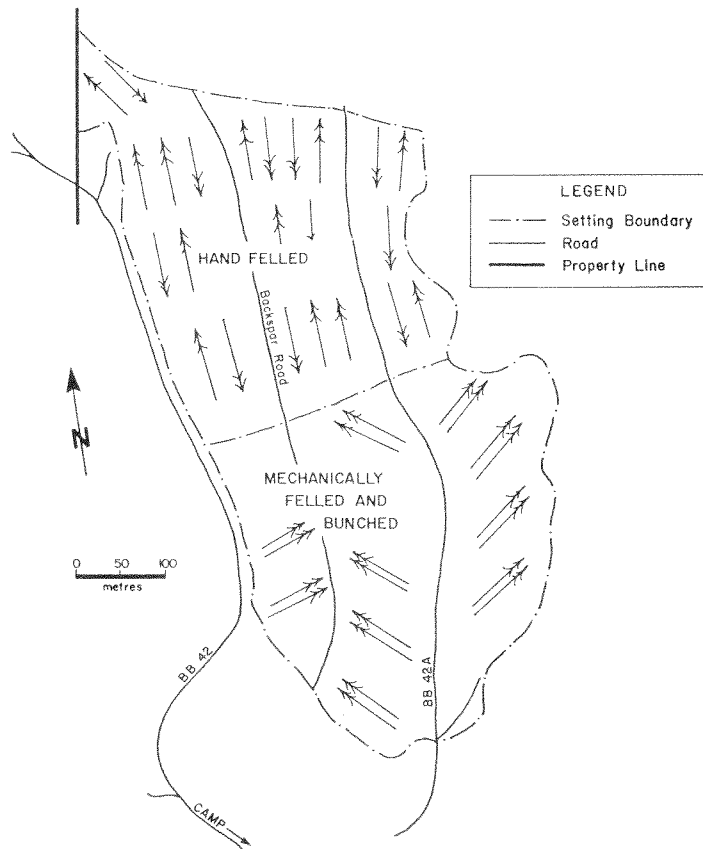 LEGEND
Setting Boundary
Road
Property Line
HAND FELLED
Backspar Road
N
MECHANICALLY
FELLED AND
BUNCHED
0 50 100
metres
BB 42
BB 42A
CAMP